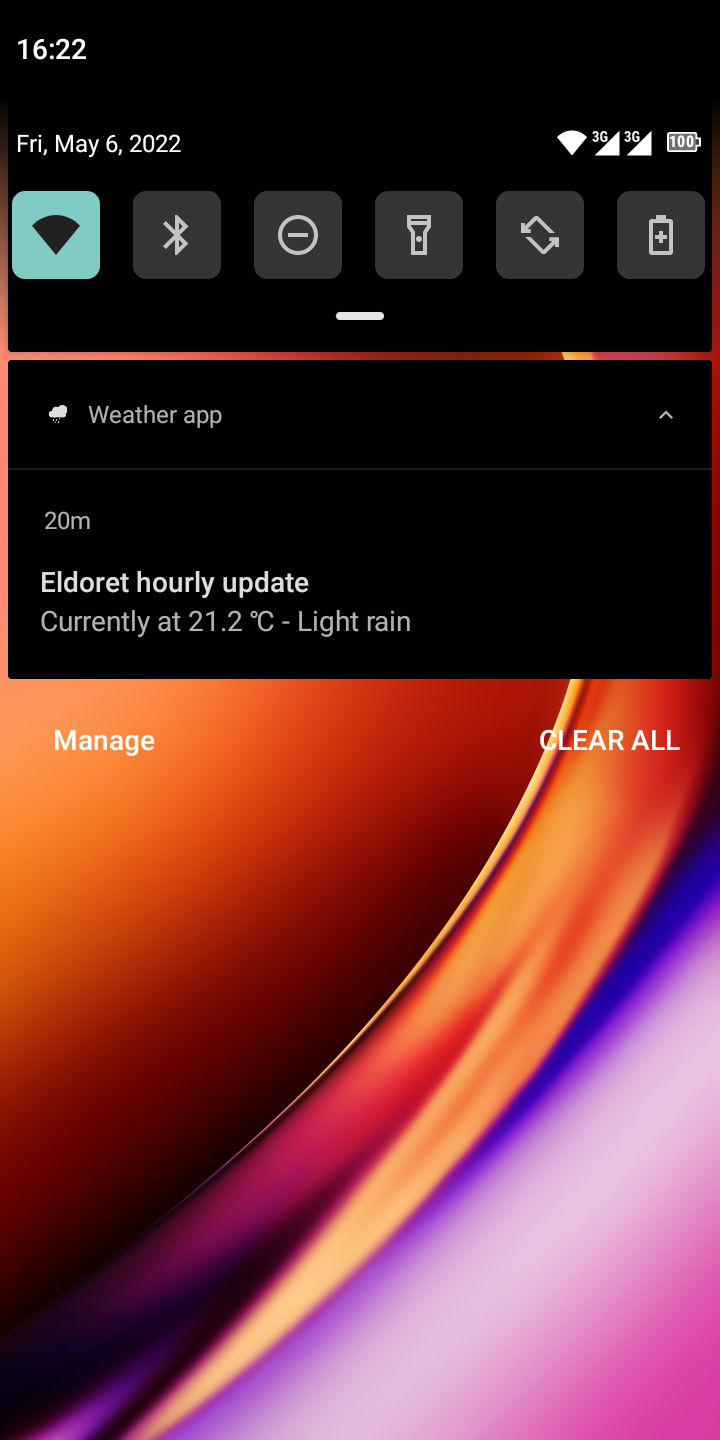 16:22
Fri, May 6, 2022 3G 3G 100
Weather app
20m
Eldoret hourly update
Currently at 21.2 ℃ - Light rain
Manage CLEAR ALL